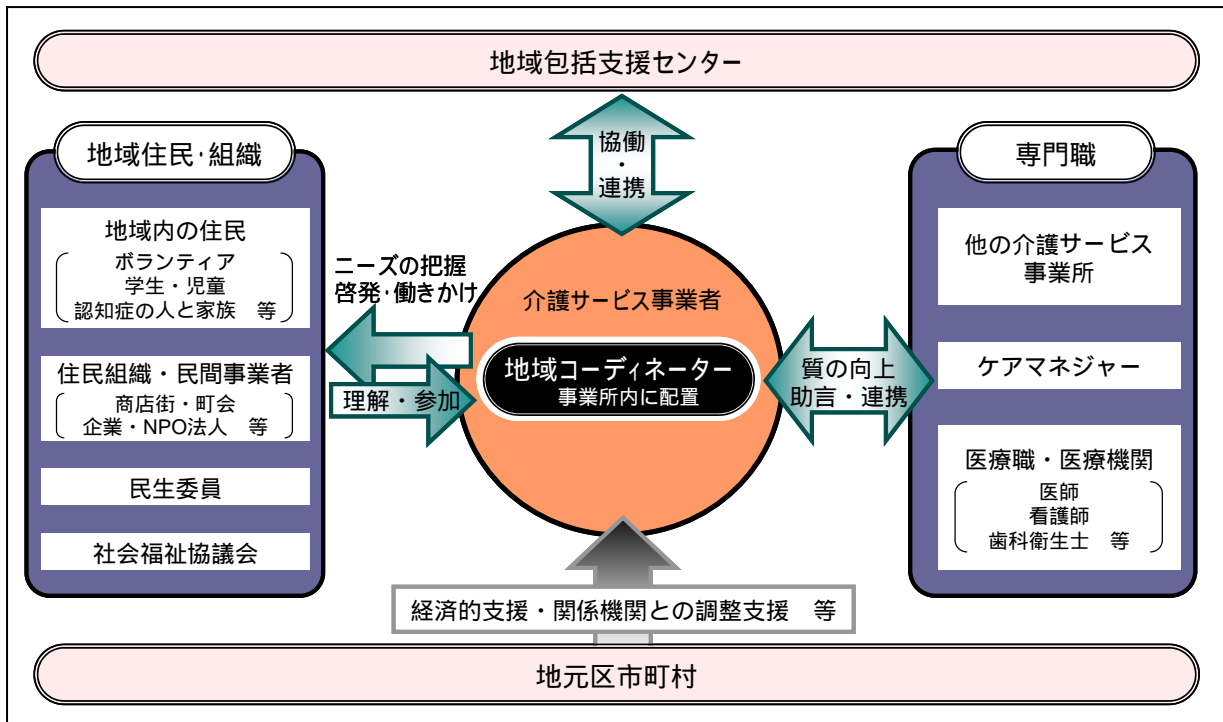 地域包括支援センター
協働
・
連携
地域住民・組織
地域内の住民
ボランティア
学生・児童
認知症の人と家族　等
住民組織・民間事業者
商店街・町会
企業・NPO法人　等
民生委員
社会福祉協議会
ニーズの把握
啓発・働きかけ
理解・参加
介護サービス事業者
地域コーディネーター
事業所内に配置
質の向上
助言・連携
専門職
他の介護サービス
事業所
ケアマネジャー
医療職・医療機関
医師
看護師
歯科衛生士　等
経済的支援・関係機関との調整支援　等
地元区市町村